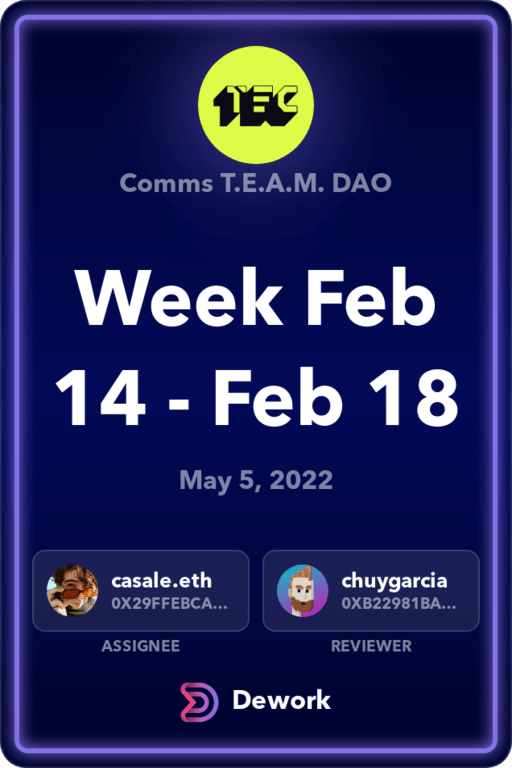 TEC
Comms T.E.A.M. DAO
Week Feb
14 - Feb 18
May 5, 2022
casale.eth
0X29FFEBCA...
ASSIGNEE
chuygarcia
0XB22981BA...
REVIEWER
Dework